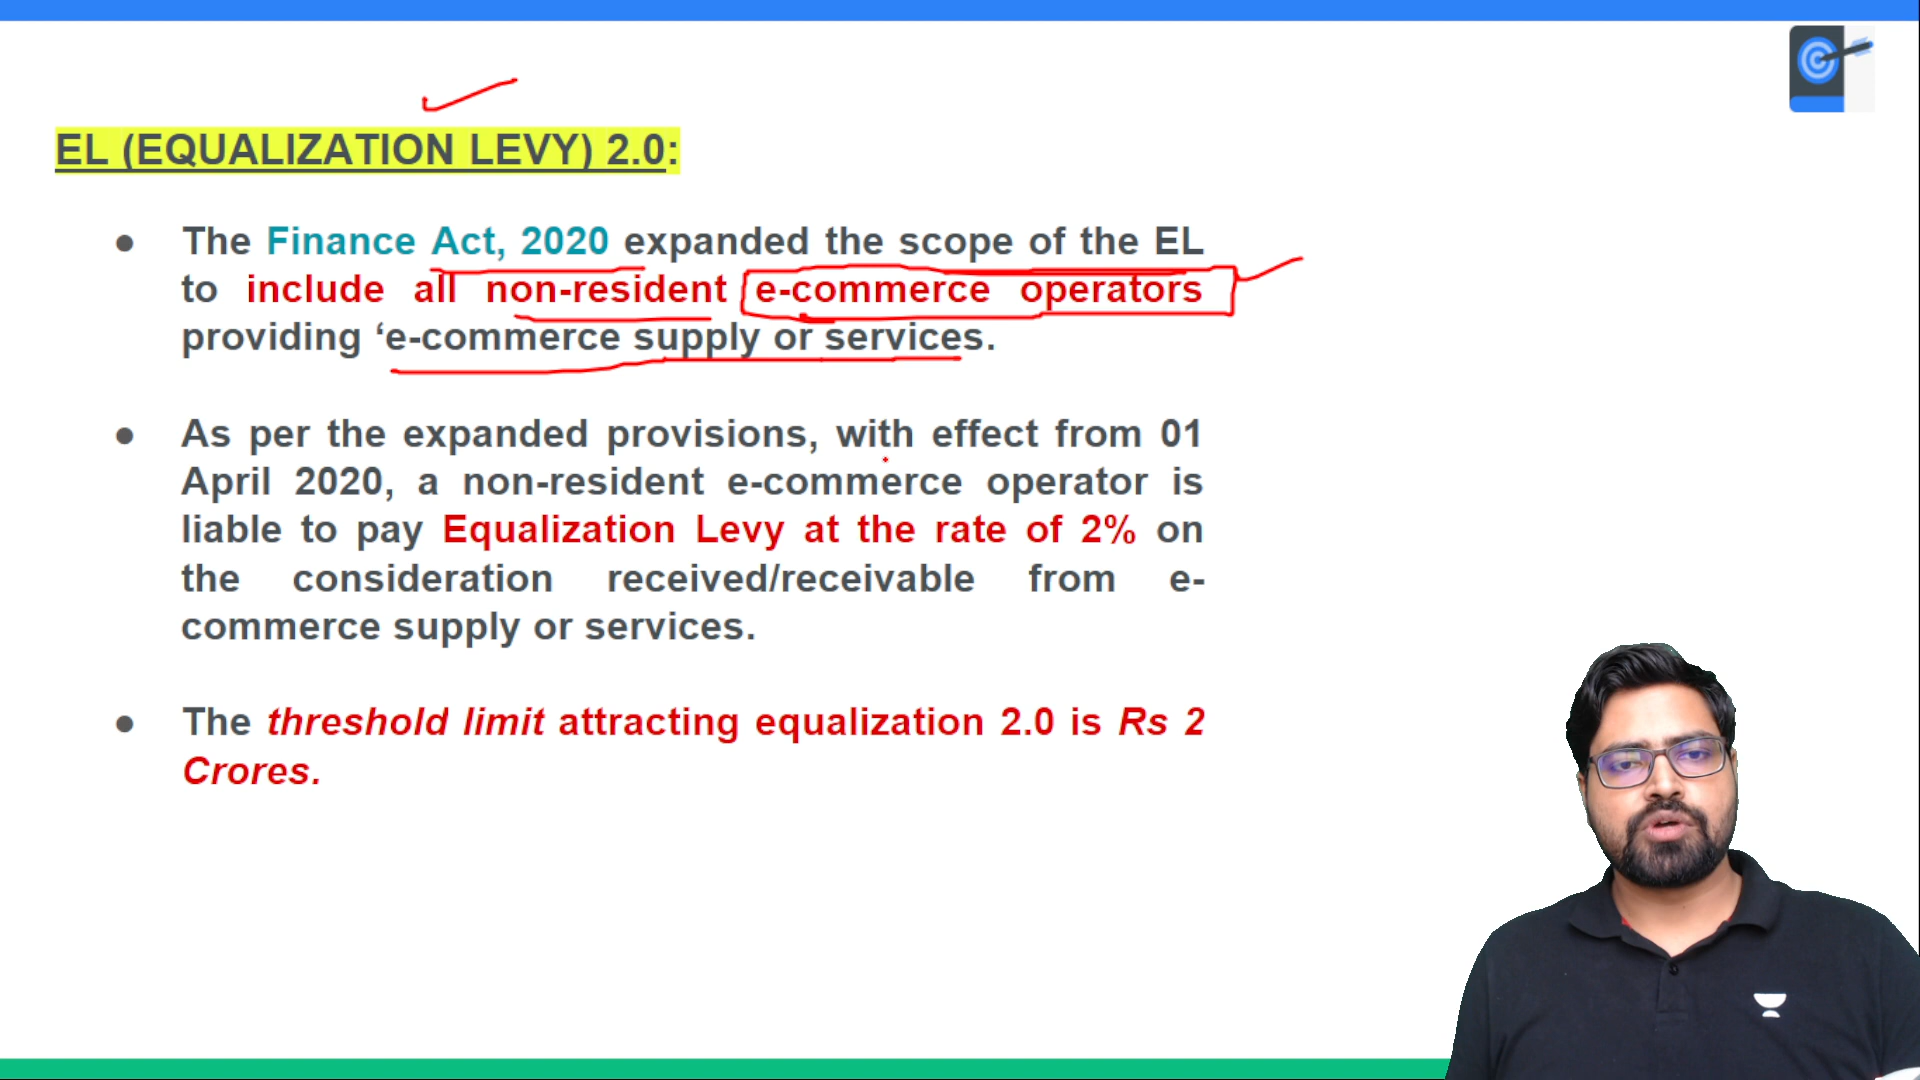 EL (EQUALIZATION LEVY) 2.0:
● The Finance Act, 2020 expanded the scope of the EL
to include all non-resident e-commerce operators
providing ‘e-commerce supply or services.
● As per the expanded provisions, with effect from 01
April 2020, a non-resident e-commerce operator is
liable to pay Equalization Levy at the rate of 2% on
the consideration received/receivable from e-
commerce supply or services.
● The threshold limit attracting equalization 2.0 is Rs 2
Crores.